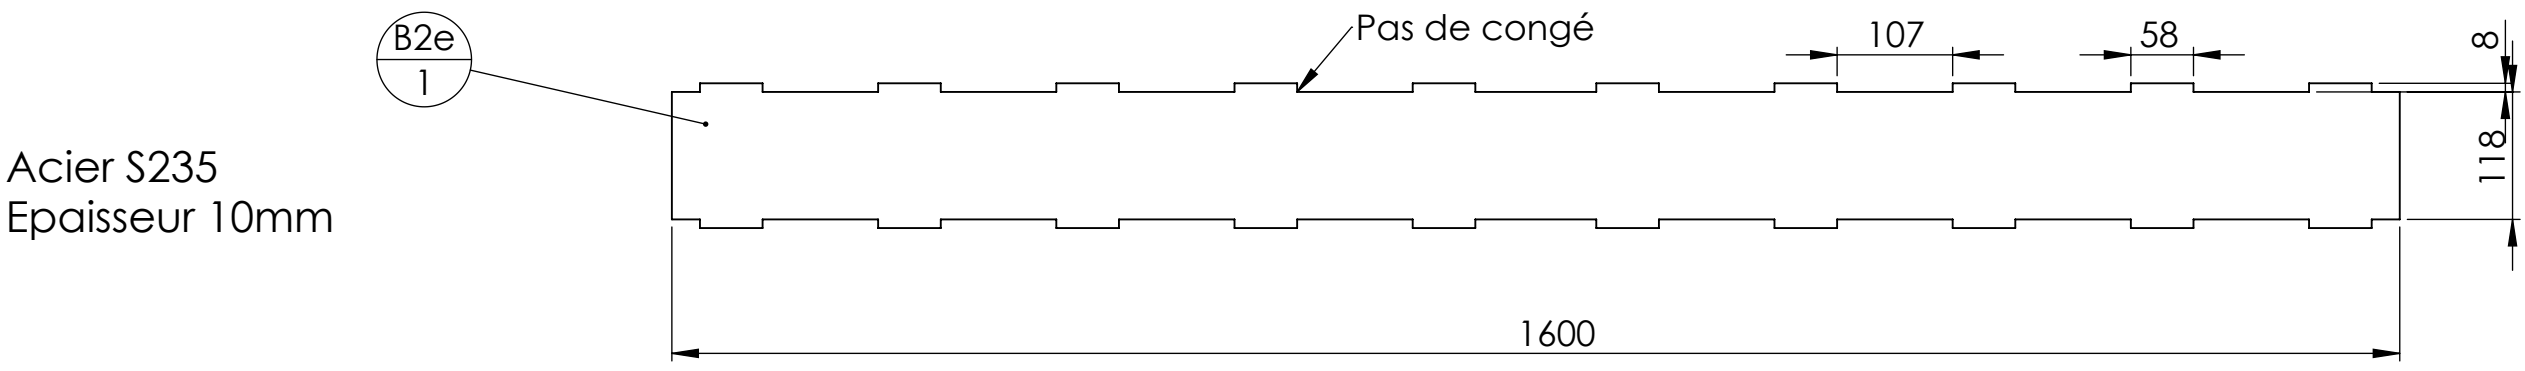 B2e
1
Pas de congé
107
58
8
118
Acier S235
Epaisseur 10mm
1600